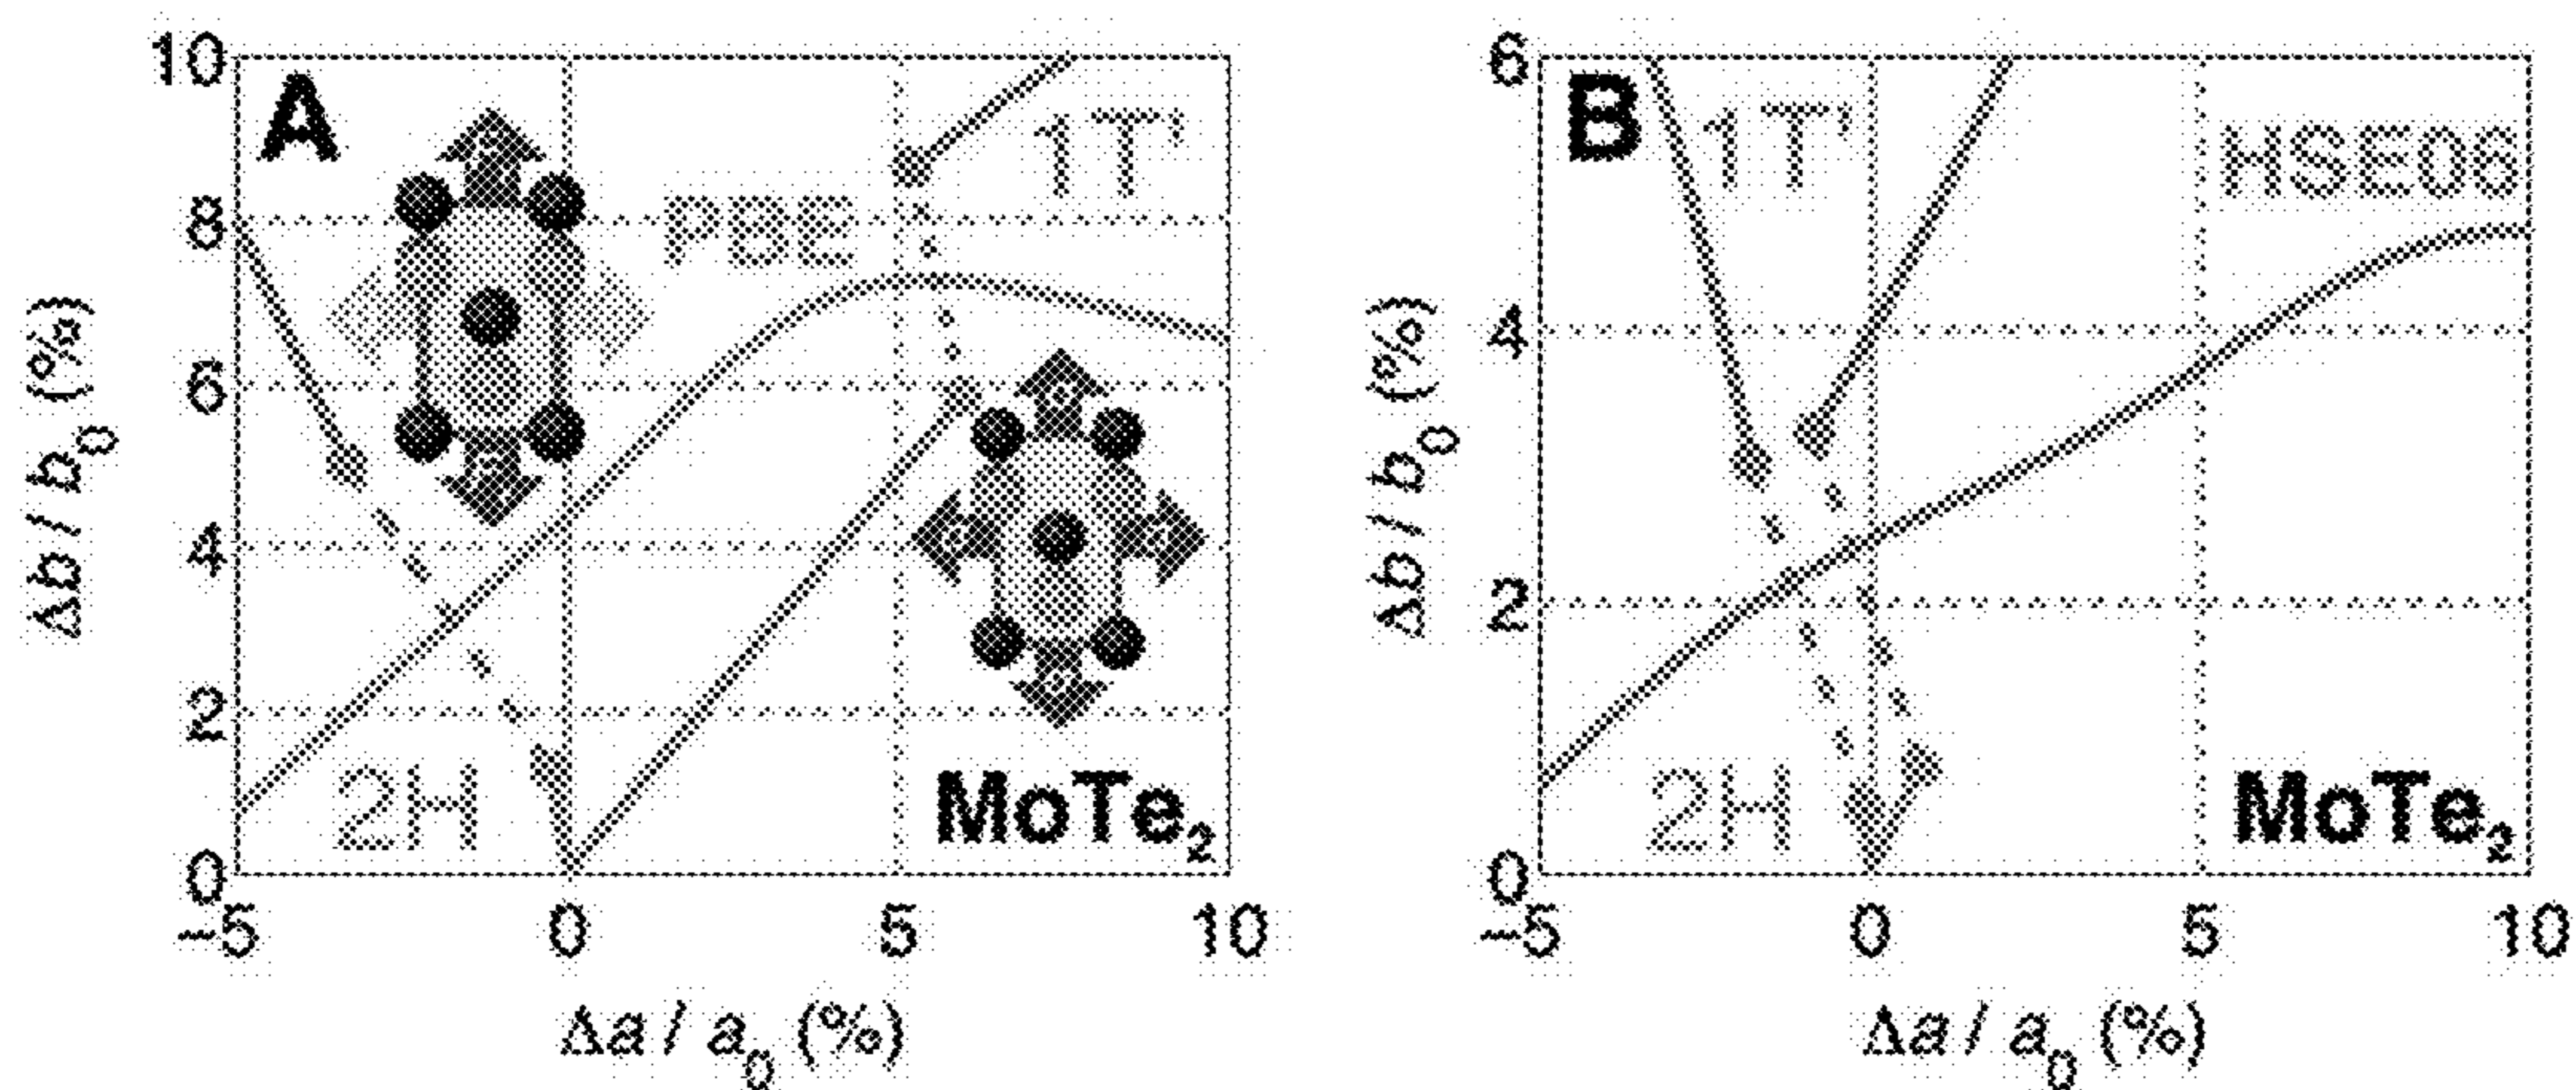 A
10
8
6
4
2
0
-5
0
5
10
Δb / b₀ (%)
Δa / a₀ (%)
PBE
1T'
2H
MoTe₂
B
6
4
2
0
-5
0
5
10
Δb / b₀ (%)
Δa / a₀ (%)
1T'
HSE06
2H
MoTe₂